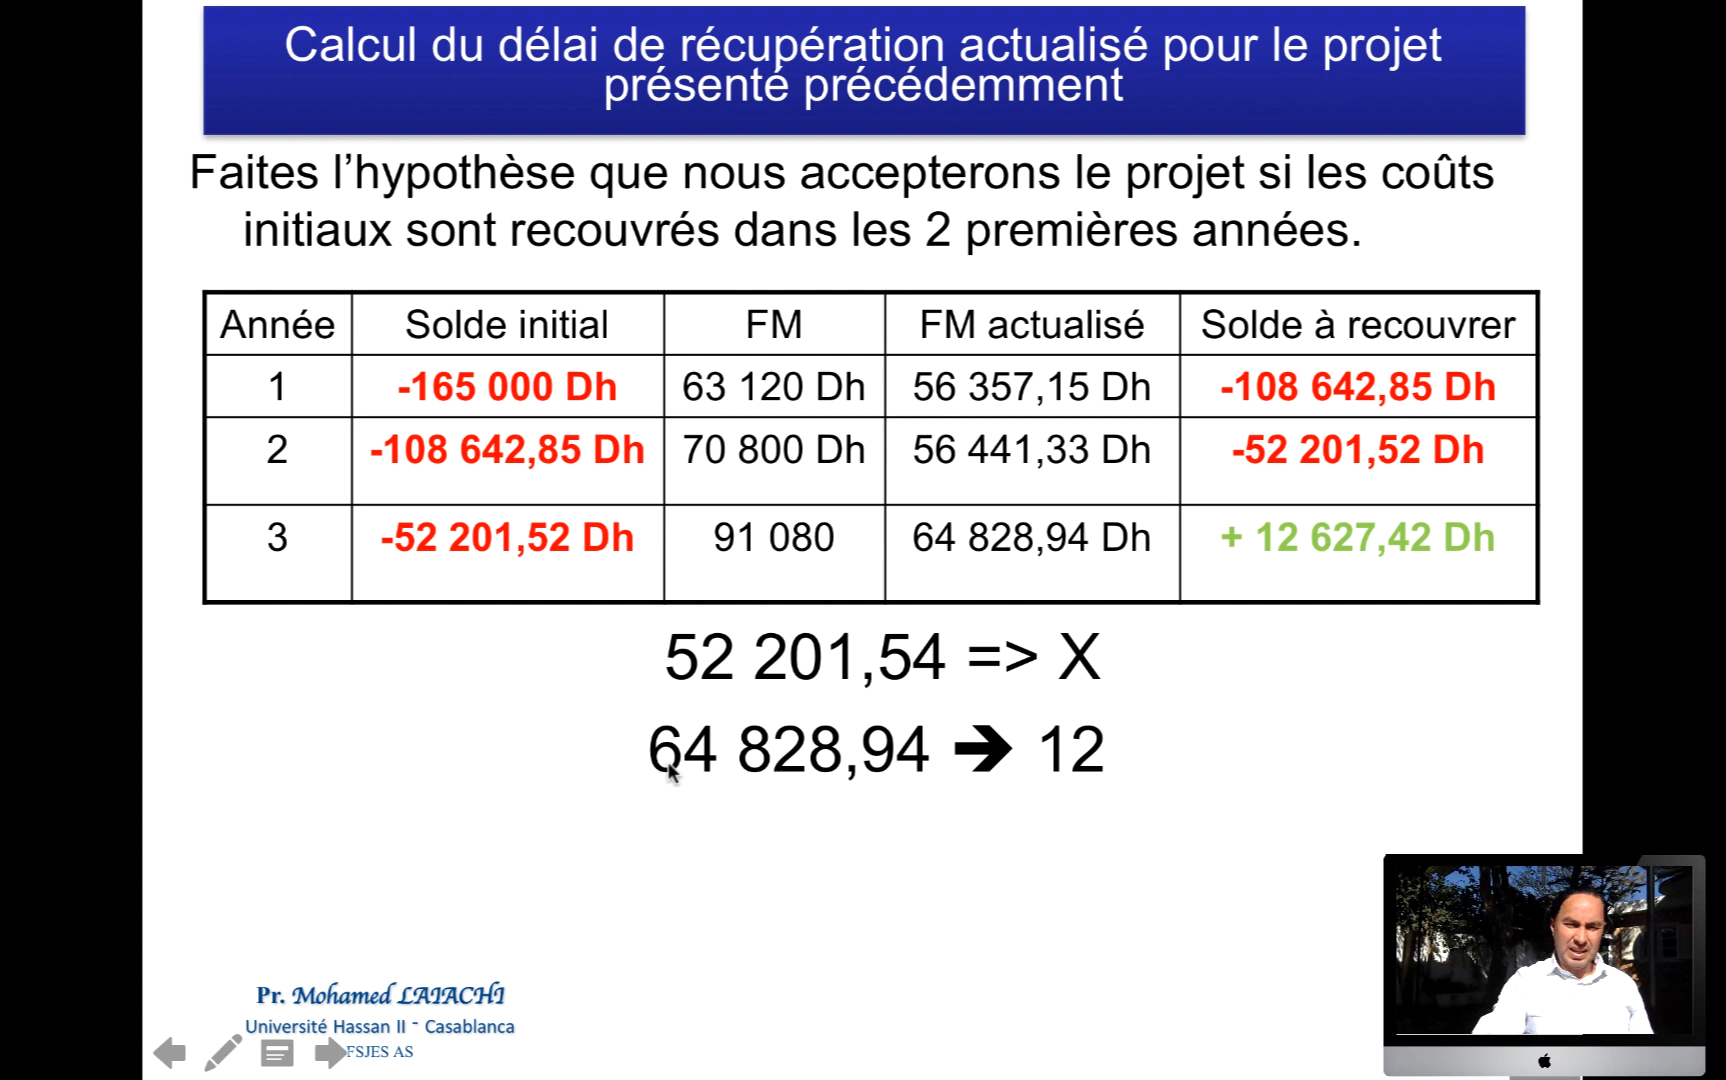 Calcul du délai de récupération actualisé pour le projet
présenté précédemment
Faites l’hypothèse que nous accepterons le projet si les coûts
initiaux sont recouvrés dans les 2 premières années.
Année Solde initial FM FM actualisé Solde à recouvrer
1 -165 000 Dh 63 120 Dh 56 357,15 Dh -108 642,85 Dh
2 -108 642,85 Dh 70 800 Dh 56 441,33 Dh -52 201,52 Dh
3 -52 201,52 Dh 91 080 64 828,94 Dh + 12 627,42 Dh
52 201,54 => X
64 828,94 ➔ 12
Pr. Mohamed LAIACHI
Université Hassan II - Casablanca
FSJES AS